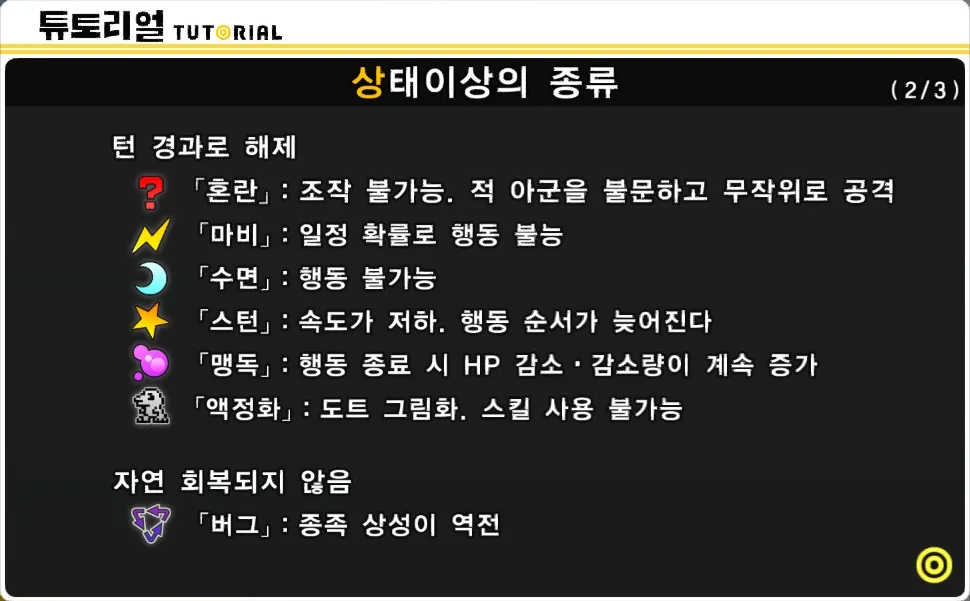 튜토리얼 TUTORIAL
상태이상의 종류
(2/3)
턴 경과로 해제
「혼란」: 조작 불가능. 적 아군을 불문하고 무작위로 공격
「마비」: 일정 확률로 행동 불능
「수면」: 행동 불가능
「스턴」: 속도가 저하. 행동 순서가 늦어진다
「맹독」: 행동 종료 시 HP 감소·감소량이 계속 증가
「액정화」: 도트 그림화. 스킬 사용 불가능
자연 회복되지 않음
「버그」: 종족 상성이 역전